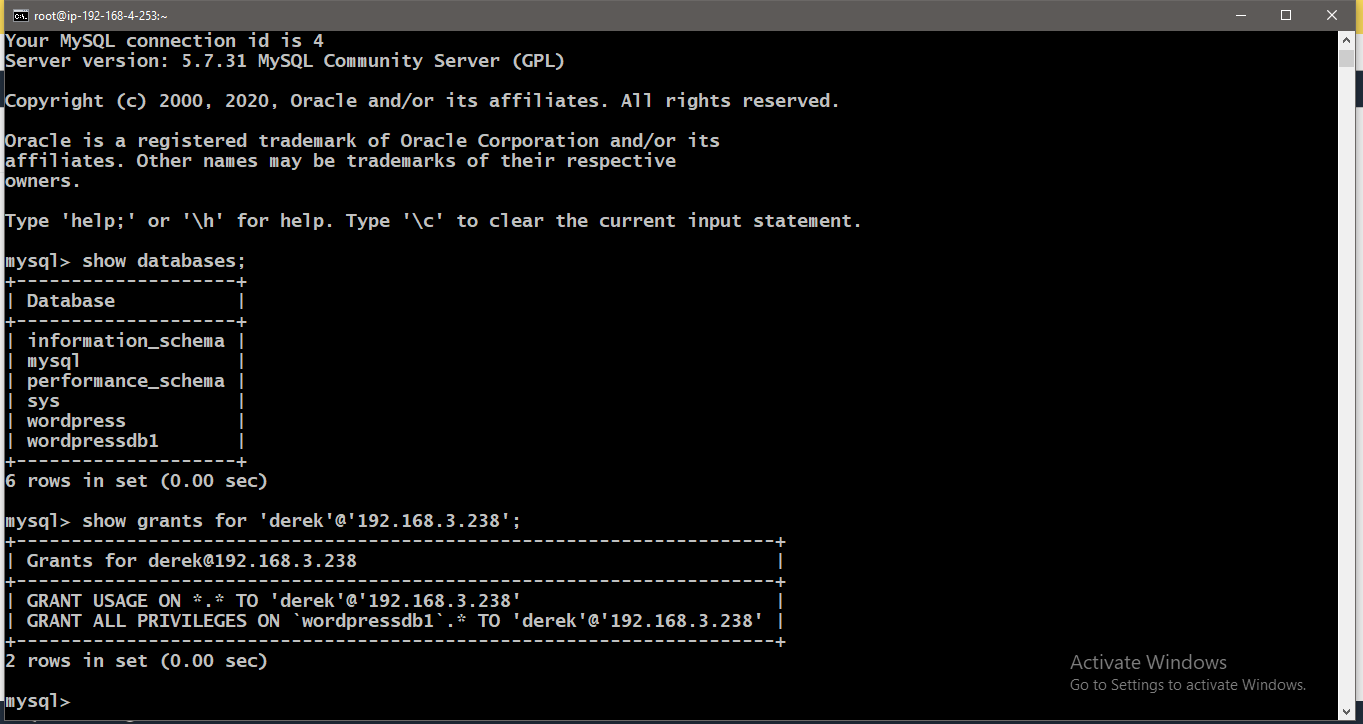 root@ip-192-168-4-253:~
Your MySQL connection id is 4
Server version: 5.7.31 MySQL Community Server (GPL)
Copyright (c) 2000, 2020, Oracle and/or its affiliates. All rights reserved.
Oracle is a registered trademark of Oracle Corporation and/or its
affiliates. Other names may be trademarks of their respective
owners.
Type 'help;' or '\h' for help. Type '\c' to clear the current input statement.
mysql> show databases;
+--------------------+
| Database           |
+--------------------+
| information_schema |
| mysql              |
| performance_schema |
| sys                |
| wordpress          |
| wordpressdb1       |
+--------------------+
6 rows in set (0.00 sec)
mysql> show grants for 'derek'@'192.168.3.238';
+---------------------------------------------------------------------+
| Grants for derek@192.168.3.238                                      |
+---------------------------------------------------------------------+
| GRANT USAGE ON *.* TO 'derek'@'192.168.3.238'                       |
| GRANT ALL PRIVILEGES ON `wordpressdb1`.* TO 'derek'@'192.168.3.238' |
+---------------------------------------------------------------------+
2 rows in set (0.00 sec)
mysql>
Activate Windows
Go to Settings to activate Windows.